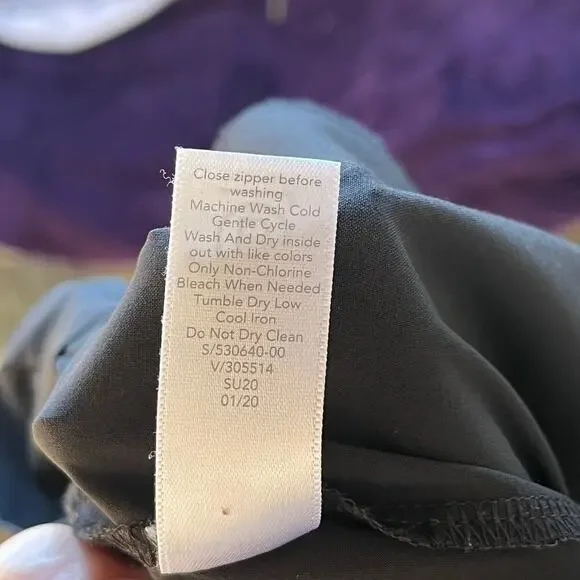 Close zipper before
washing
Machine Wash Cold
Gentle Cycle
Wash And Dry inside
out with like colors
Only Non-Chlorine
Bleach When Needed
Tumble Dry Low
Cool Iron
Do Not Dry Clean
S/530640-00
V/305514
SU20
01/20